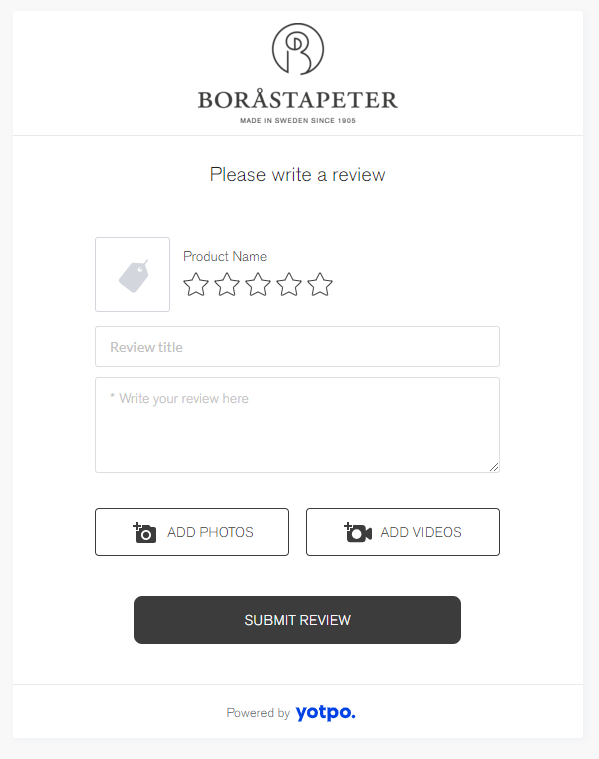 BORÅSTAPETER
MADE IN SWEDEN SINCE 1905
Please write a review
Product Name
Review title
* Write your review here
ADD PHOTOS
ADD VIDEOS
SUBMIT REVIEW
Powered by yotpo.